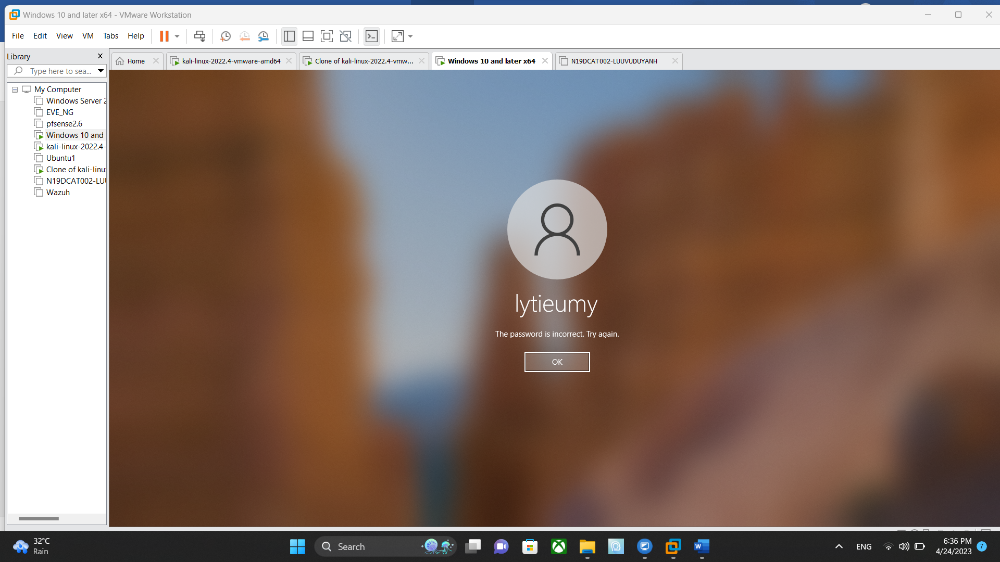 Windows 10 and later x64 - VMware Workstation
File Edit View VM Tabs Help
Library
Type here to sea...
Home
kali-linux-2022.4-vmware-amd64
Clone of kali-linux-2022.4-vmw...
Windows 10 and later x64
N19DCAT002-LUUVUDUYANH
My Computer
Windows Server 2
EVE_NG
pfsense2.6
Windows 10 and
kali-linux-2022.4-
Ubuntu1
Clone of kali-linu
N19DCAT002-LU
Wazuh
lytieumy
The password is incorrect. Try again.
OK
32°C
Rain
Search
W
ENG
6:36 PM
4/24/2023
7